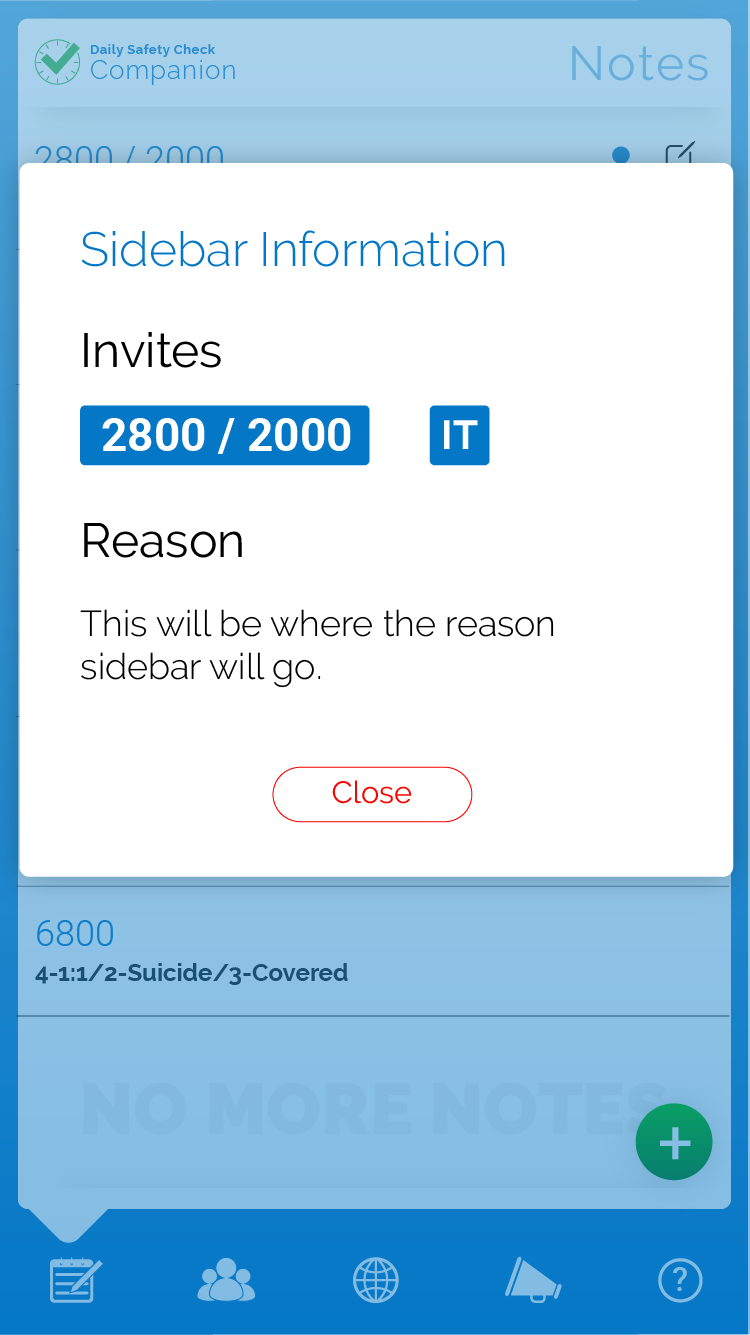 Daily Safety Check
Companion
Notes
2800 / 2000
Sidebar Information
Invites
2800 / 2000
IT
Reason
This will be where the reason
sidebar will go.
Close
6800
4-1:1/2-Suicide/3-Covered
NO MORE NOTES
+
?